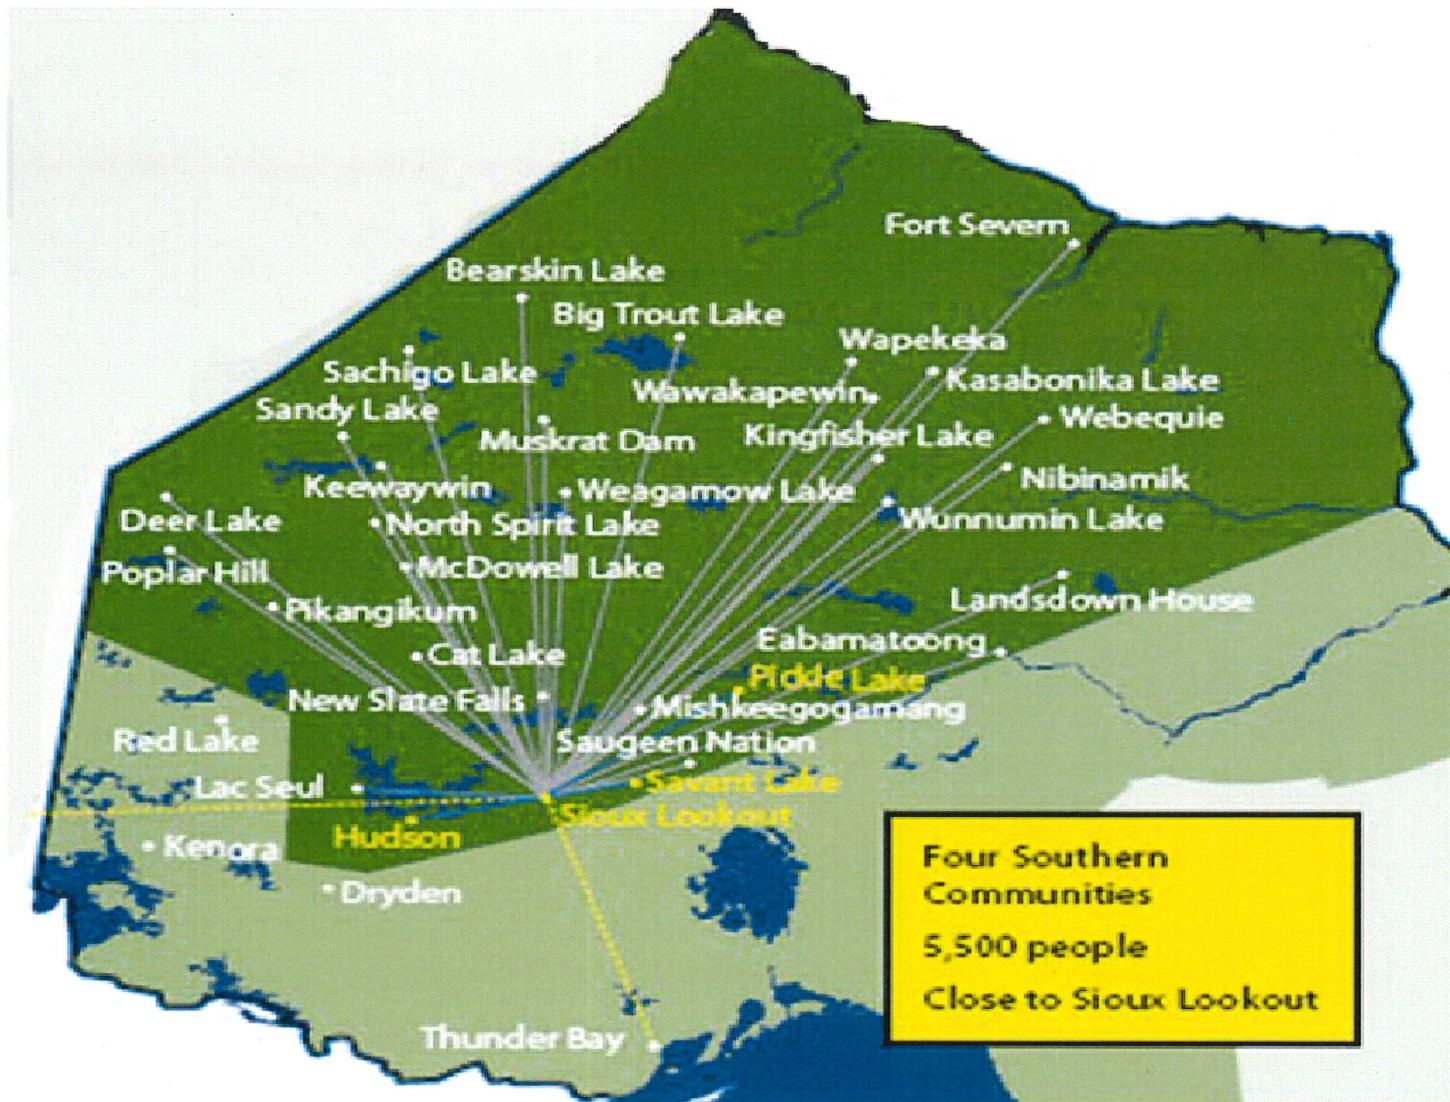 Fort Severn
Bearskin Lake
Big Trout Lake
Wapekeka
Sachigo Lake
Wawakapewin
Kasabonika Lake
Sandy Lake
Muskrat Dam
Kingfisher Lake
Webequie
Keewaywin
Weagamow Lake
Nibinamik
Deer Lake
North Spirit Lake
Wunnumin Lake
Poplar Hill
McDowell Lake
Landsdown House
Pikangikum
Eabamatoong
Cat Lake
Pickle Lake
New Slate Falls
Mishkeegogamang
Red Lake
Saugeen Nation
Lac Seul
Savant Lake
Sioux Lookout
Hudson
Kenora
Dryden
Thunder Bay
Four Southern
Communities
5,500 people
Close to Sioux Lookout